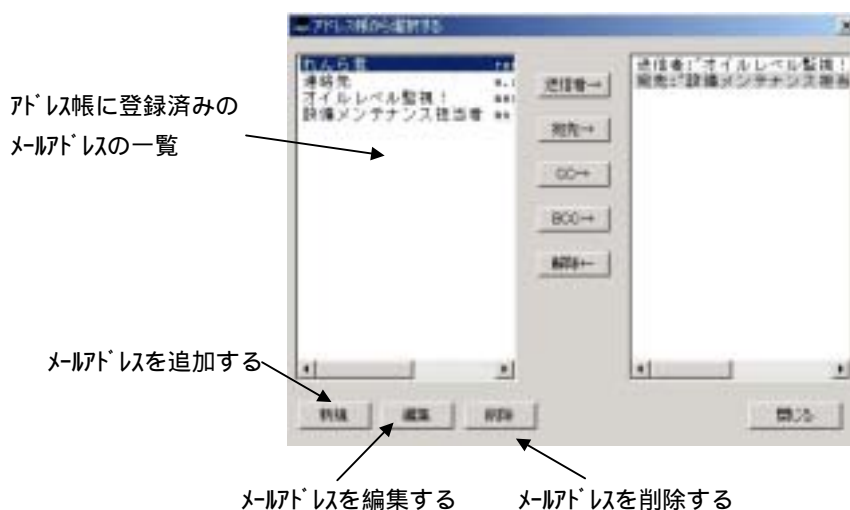 アドレス帳から選択する
アドレス帳に登録済みの
メールアドレスの一覧
れんら君
連絡先
オイルレベル監視！
設備メンテナンス担当者
送信者→
宛先→
CC→
BCC→
解除←
送信者:"オイルレベル監視！
宛先:"設備メンテナンス担当
メールアドレスを追加する
新規
編集
削除
閉じる
メールアドレスを編集する
メールアドレスを削除する